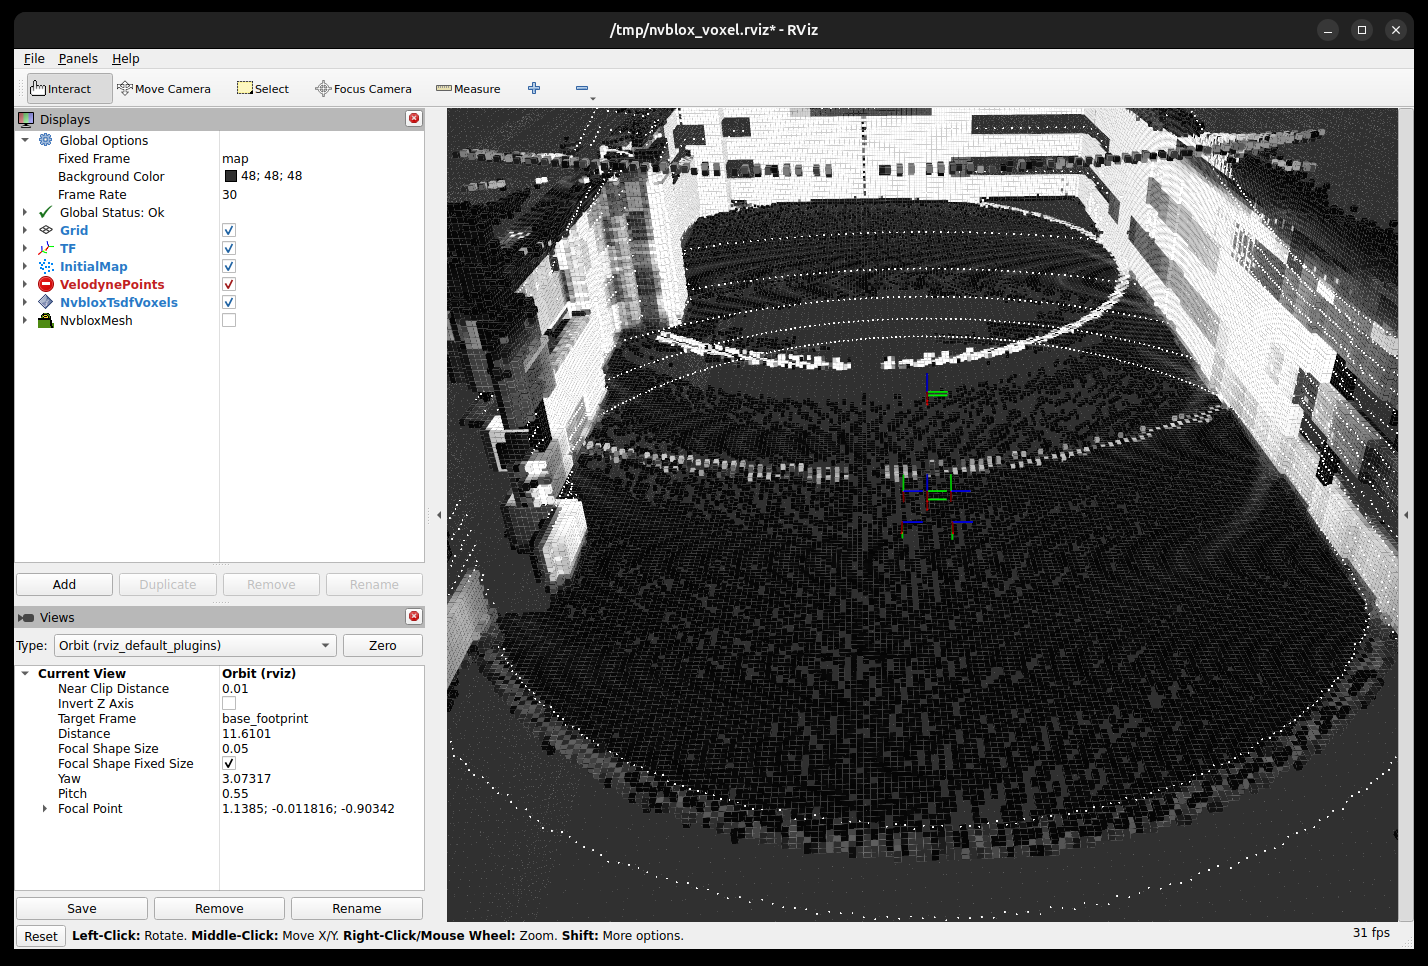 /tmp/nvblox_voxel.rviz* - RViz
File Panels Help
Interact Move Camera Select Focus Camera Measure
Displays
Global Options
Fixed Frame map
Background Color 48; 48; 48
Frame Rate 30
Global Status: Ok
Grid
TF
InitialMap
VelodynePoints
NvbloxTsdfVoxels
NvbloxMesh
Add Duplicate Remove Rename
Views
Type: Orbit (rviz_default_plugins) Zero
Current View Orbit (rviz)
Near Clip Distance 0.01
Invert Z Axis
Target Frame base_footprint
Distance 11.6101
Focal Shape Size 0.05
Focal Shape Fixed Size
Yaw 3.07317
Pitch 0.55
Focal Point 1.1385; -0.011816; -0.90342
Save Remove Rename
Reset Left-Click: Rotate. Middle-Click: Move X/Y. Right-Click/Mouse Wheel: Zoom. Shift: More options. 31 fps